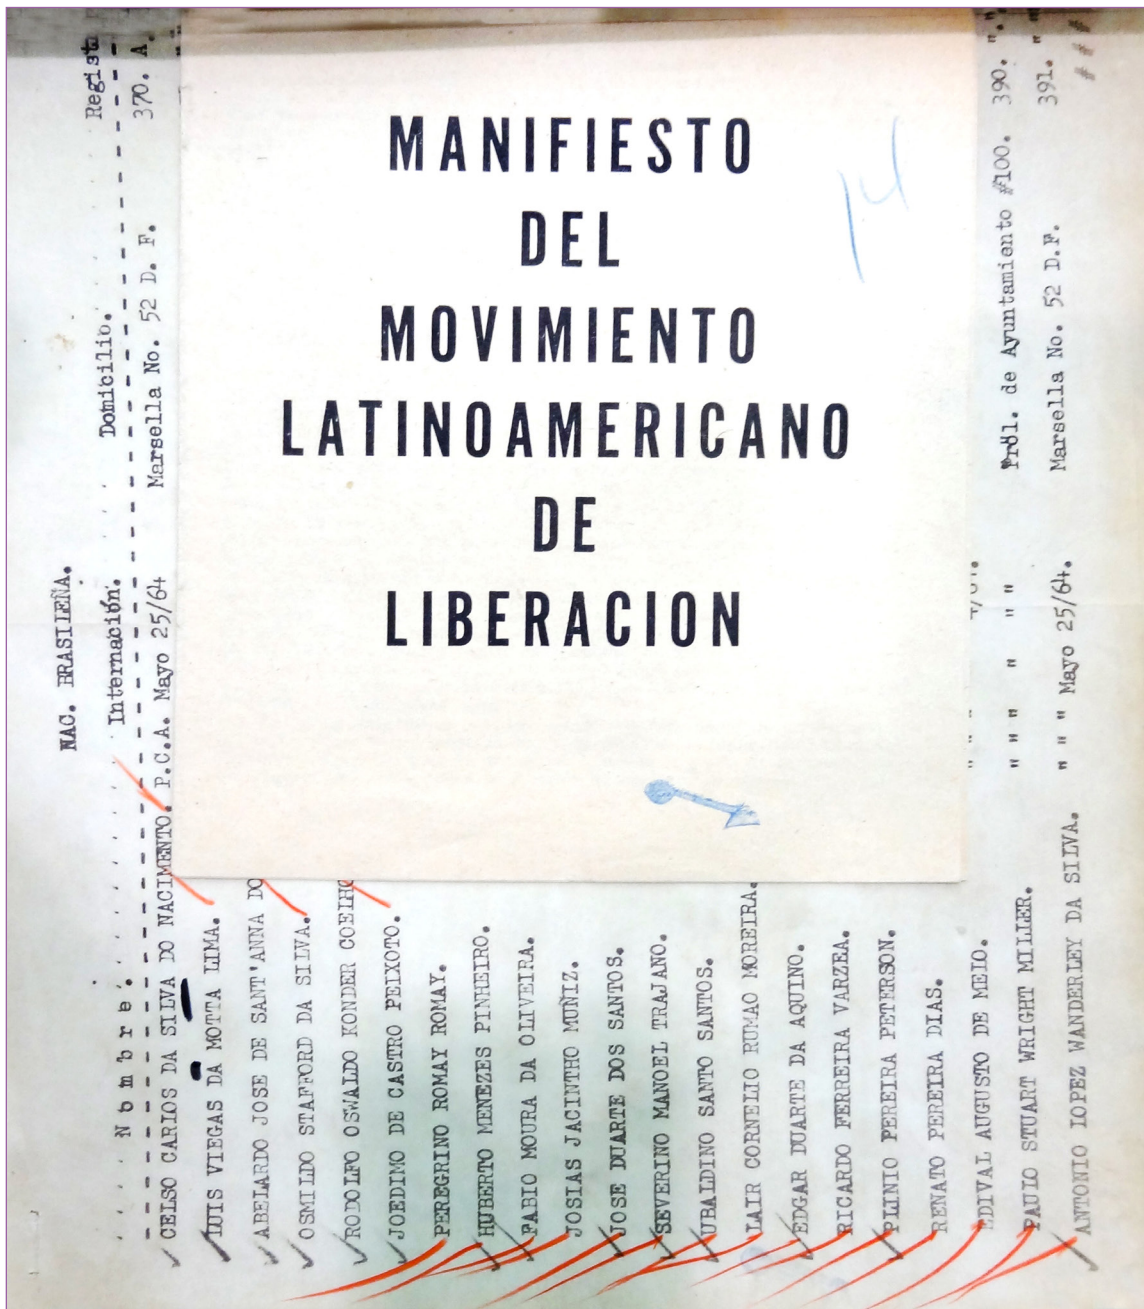 MANIFIESTO
DEL
MOVIMIENTO
LATINOAMERICANO
DE
LIBERACION
14
NAC. BRASILEÑA.
Nombre. Internación. Domicilio.
CELSO CARLOS DA SILVA DO NACIMENTO. P.C.A. Mayo 25/64 Marsella No. 52 D. F. 370. A.
LUIS VIEGAS DA MOTTA LIMA.
ABELARDO JOSE DE SANT'ANNA DO
OSMILDO STAFFORD DA SILVA.
RODOLFO OSWALDO KONDER COELHO
JOEDIMO DE CASTRO PEIXOTO.
PEREGRINO ROMAY ROMAY.
HUBERTO MENEZES PINHEIRO.
FABIO MOURA DA OLIVEIRA.
JOSIAS JACINTHO MUÑIZ.
JOSE DUARTE DOS SANTOS.
SEVERINO MANOEL TRAJANO.
UBALDINO SANTO SANTOS.
LAIR CORNELIO RUMAO MOREIRA.
EDGAR DUARTE DA AQUINO.
RICARDO FERREIRA VARZEA.
PLINIO PEREIRA PETERSON.
RENATO PEREIRA DIAS.
EDIVAL AUGUSTO DE MELO. " "
PAULO STUART WRIGHT MILLER. " " " " " " Pról. de Ayuntamiento #100. 390. "."
ANTONIO LOPEZ WANDERLEY DA SILVA. " " " Mayo 25/64. Marsella No. 52 D.F. 391. "
###